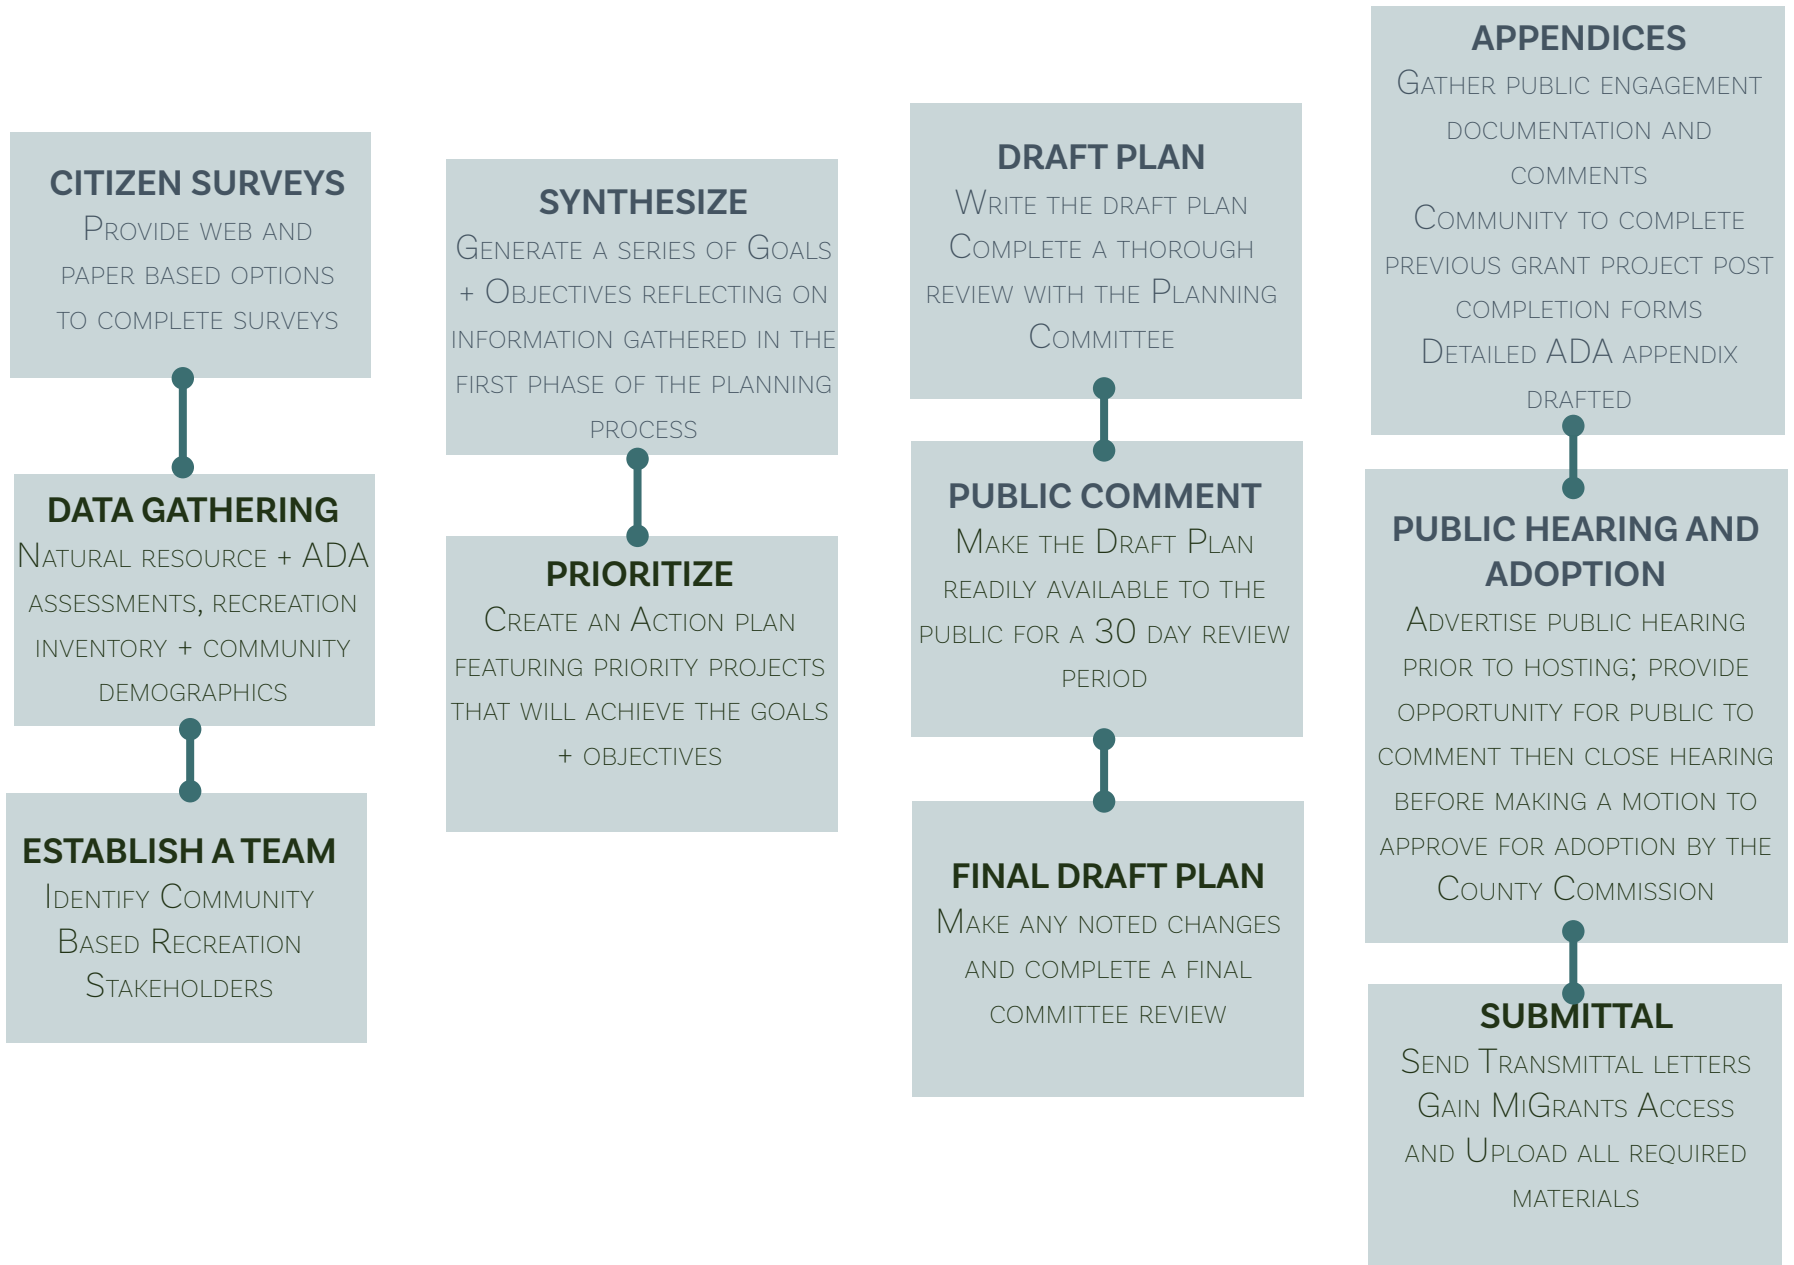 CITIZEN SURVEYS
Provide web and
paper based options
to complete surveys
DATA GATHERING
Natural resource + ADA
assessments, recreation
inventory + community
demographics
ESTABLISH A TEAM
Identify Community
Based Recreation
Stakeholders
SYNTHESIZE
Generate a series of Goals
+ Objectives reflecting on
information gathered in the
first phase of the planning
process
PRIORITIZE
Create an Action plan
featuring priority projects
that will achieve the goals
+ objectives
DRAFT PLAN
Write the draft plan
Complete a thorough
review with the Planning
Committee
PUBLIC COMMENT
Make the Draft Plan
readily available to the
public for a 30 day review
period
FINAL DRAFT PLAN
Make any noted changes
and complete a final
committee review
APPENDICES
Gather public engagement
documentation and
comments
Community to complete
previous grant project post
completion forms
Detailed ADA appendix
drafted
PUBLIC HEARING AND
ADOPTION
Advertise public hearing
prior to hosting; provide
opportunity for public to
comment then close hearing
before making a motion to
approve for adoption by the
County Commission
SUBMITTAL
Send Transmittal letters
Gain MiGrants Access
and Upload all required
materials